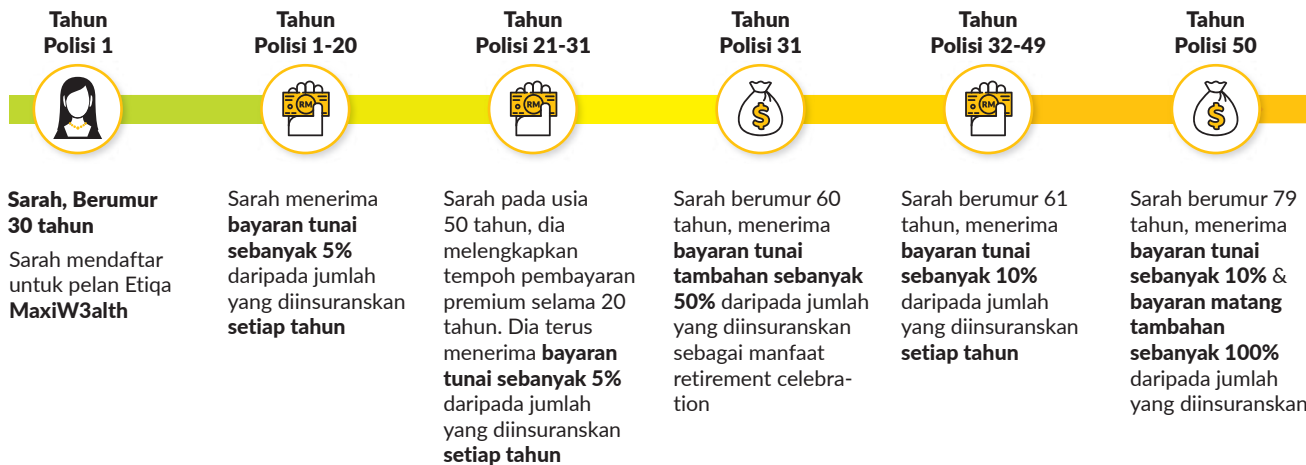 Tahun
Polisi 1
Tahun
Polisi 1-20
Tahun
Polisi 21-31
Tahun
Polisi 31
Tahun
Polisi 32-49
Tahun
Polisi 50
RM
RM
$
RM
$
Sarah, Berumur
30 tahun
Sarah mendaftar
untuk pelan Etiqa
MaxiW3alth
Sarah menerima
bayaran tunai
sebanyak 5%
daripada jumlah
yang diinsuranskan
setiap tahun
Sarah pada usia
50 tahun, dia
melengkapkan
tempoh pembayaran
premium selama 20
tahun. Dia terus
menerima bayaran
tunai sebanyak 5%
daripada jumlah
yang diinsuranskan
setiap tahun
Sarah berumur 60
tahun, menerima
bayaran tunai
tambahan sebanyak
50% daripada jumlah
yang diinsuranskan
sebagai manfaat
retirement celebra-
tion
Sarah berumur 61
tahun, menerima
bayaran tunai
sebanyak 10%
daripada jumlah
yang diinsuranskan
setiap tahun
Sarah berumur 79
tahun, menerima
bayaran tunai
sebanyak 10% &
bayaran matang
tambahan
sebanyak 100%
daripada jumlah
yang diinsuranskan